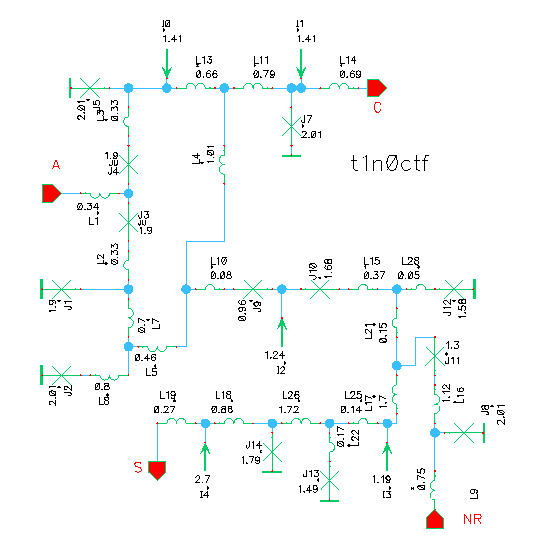 I0
1.41
I1
1.41
L13
0.66
L11
0.79
L14
0.69
C
2.01
J5
L3
0.33
J7
2.01
t1n0ctf
L4
1.01
A
1.9
J4
0.34
L1
J3
1.9
L2
0.33
L10
0.08
J10
1.68
L15
0.37
L28
0.05
1.9
J1
0.96
J9
J12
1.58
0.7
L7
L21
0.15
0.46
L5
1.24
I2
1.3
J11
2.01
J2
0.8
L17
1.7
1.12
L16
L19
0.27
L18
L26
1.72
L25
0.14
J8
2.01
J14
1.79
0.17
L22
S
2.7
I4
J13
1.49
1.19
I3
0.75
L9
NR